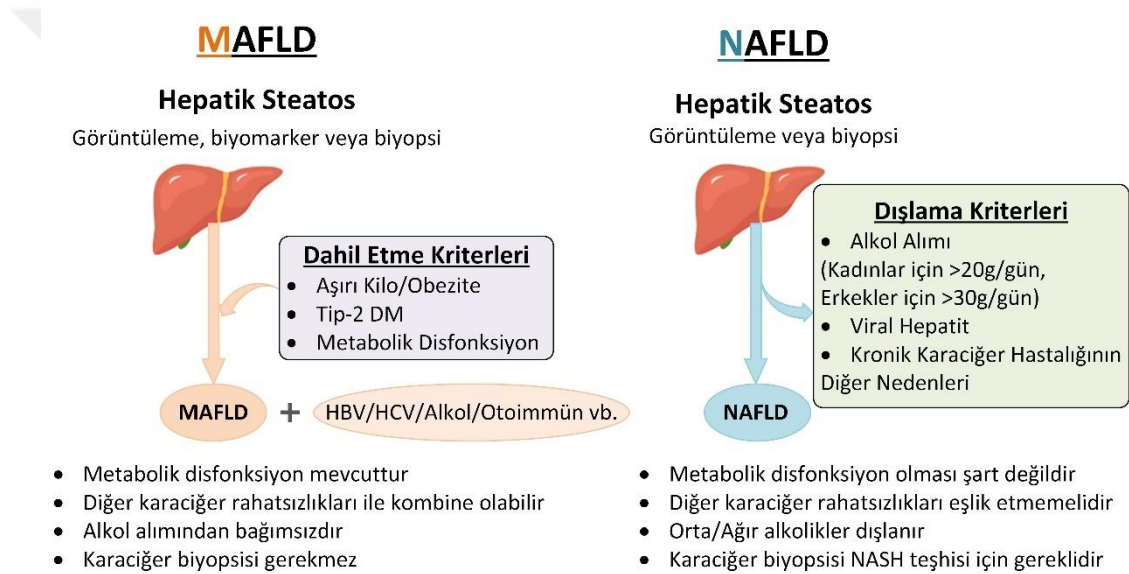 MAFLD
Hepatik Steatos
Görüntüleme, biyomarker veya biyopsi
Dahil Etme Kriterleri
• Aşırı Kilo/Obezite
• Tip-2 DM
• Metabolik Disfonksiyon
MAFLD + HBV/HCV/Alkol/Otoimmün vb.
• Metabolik disfonksiyon mevcuttur
• Diğer karaciğer rahatsızlıkları ile kombine olabilir
• Alkol alımından bağımsızdır
• Karaciğer biyopsisi gerekmez
NAFLD
Hepatik Steatos
Görüntüleme veya biyopsi
Dışlama Kriterleri
• Alkol Alımı
(Kadınlar için >20g/gün,
Erkekler için >30g/gün)
• Viral Hepatit
• Kronik Karaciğer Hastalığının
Diğer Nedenleri
NAFLD
• Metabolik disfonksiyon olması şart değildir
• Diğer karaciğer rahatsızlıkları eşlik etmemelidir
• Orta/Ağır alkolikler dışlanır
• Karaciğer biyopsisi NASH teşhisi için gereklidir